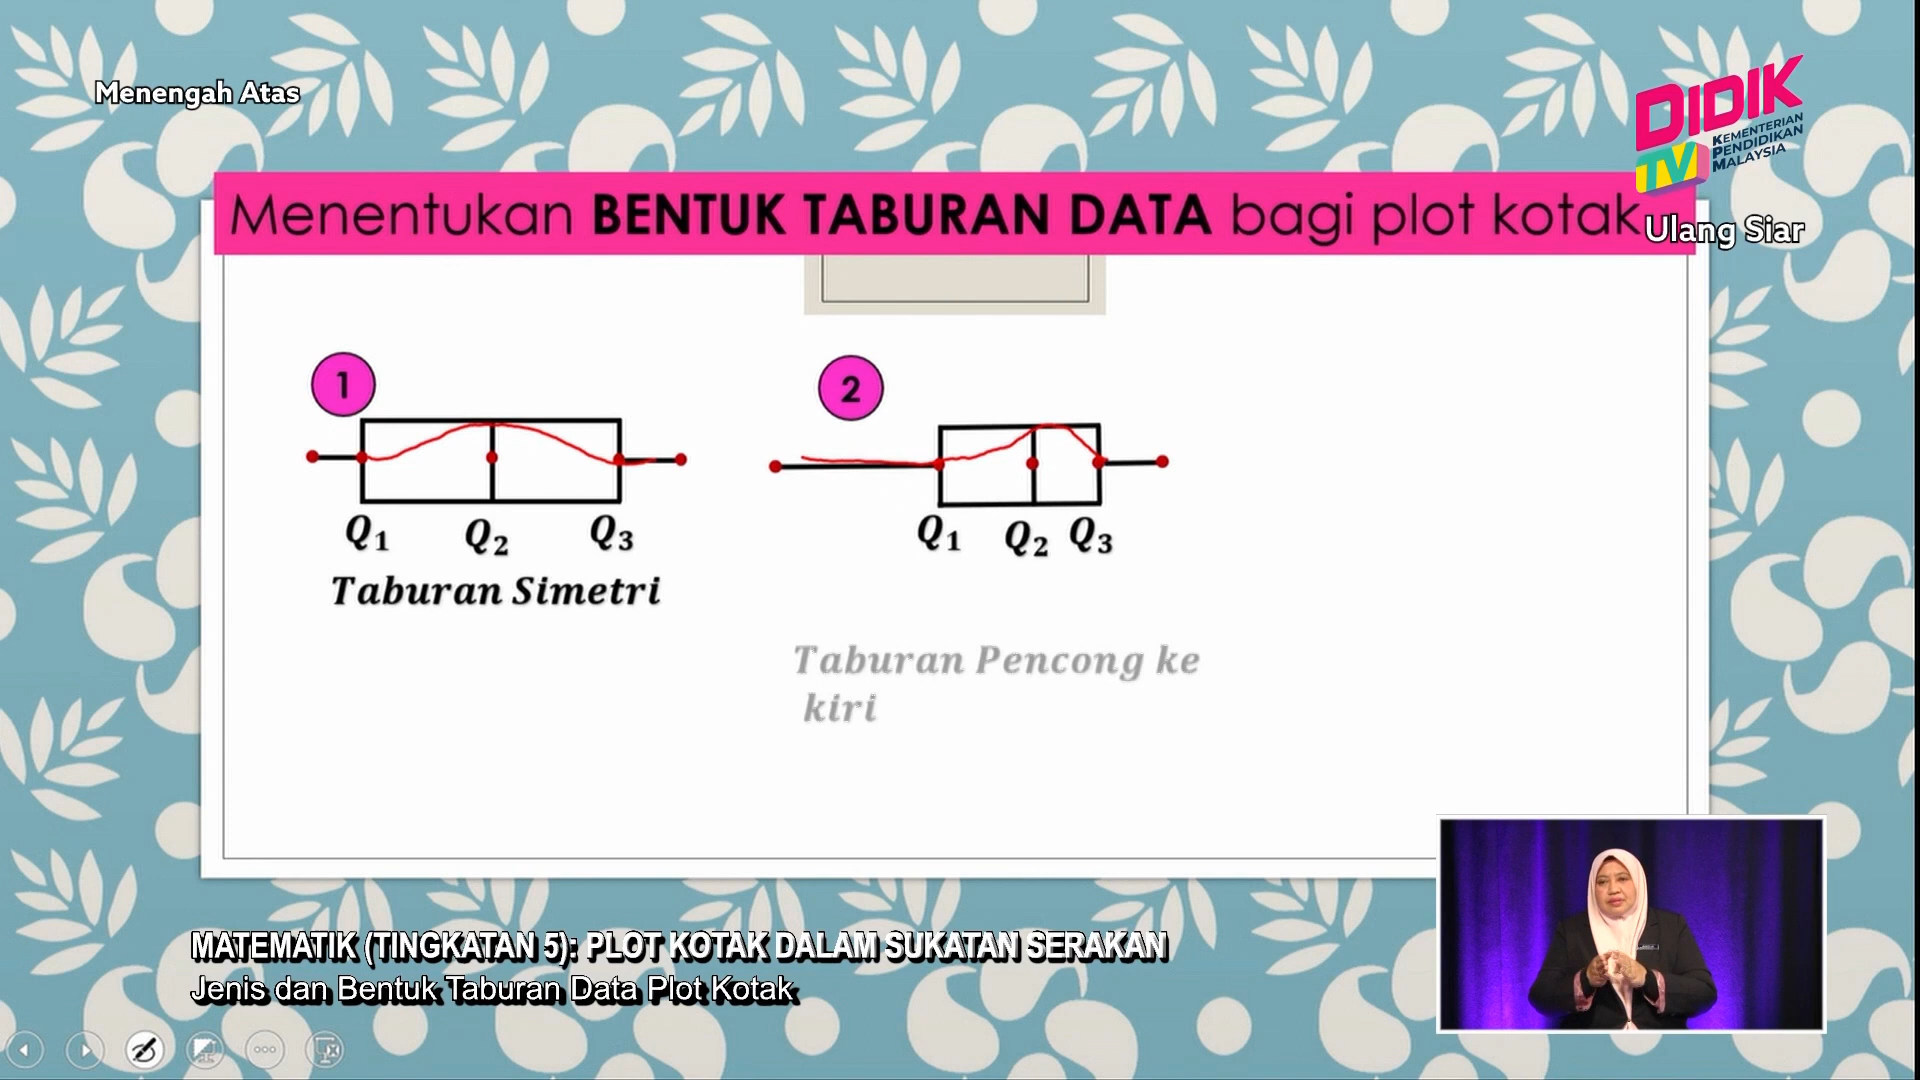 Menengah Atas
DIDIK
TV
KEMENTERIAN
PENDIDIKAN
MALAYSIA
Menentukan BENTUK TABURAN DATA bagi plot kotak
Ulang Siar
1
2
Q1 Q2 Q3
Q1 Q2 Q3
Taburan Simetri
Taburan Pencong ke
kiri
MATEMATIK (TINGKATAN 5): PLOT KOTAK DALAM SUKATAN SERAKAN
Jenis dan Bentuk Taburan Data Plot Kotak